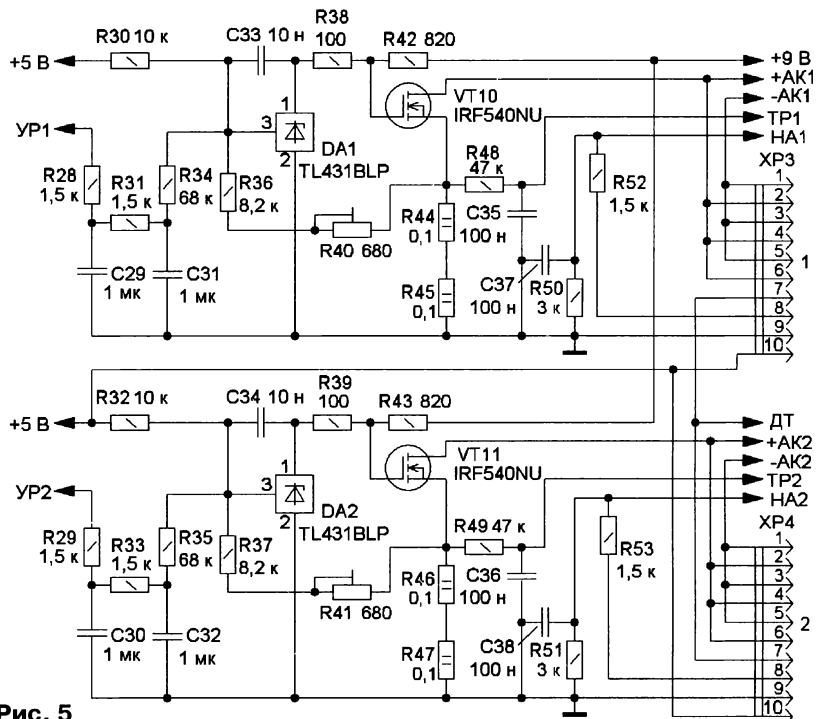 R30 10 к
C33 10 н
R38
100
R42 820
+5 В
+9 В
+АК1
-АК1
ТР1
НА1
УР1
1
3
2
DA1
TL431BLP
VT10
IRF540NU
R28
1,5 к
R31
1,5 к
R34
68 к
R36
8,2 к
R48
47 к
R52
1,5 к
XP3
1
2
3
4
5
6
7
8
9
10
1
R40 680
R44
0,1
C35
100 н
C29
1 мк
C31
1 мк
R45
0,1
C37
100 н
R50
3 к
R32 10 к
C34 10 н
R39
100
R43 820
+5 В
ДТ
+АК2
-АК2
ТР2
НА2
УР2
1
3
2
DA2
TL431BLP
VT11
IRF540NU
R29
1,5 к
R33
1,5 к
R35
68 к
R37
8,2 к
R49 47 к
R53
1,5 к
XP4
1
2
3
4
5
6
7
8
9
10
2
R41 680
R46
0,1
C36
100 н
C30
1 мк
C32
1 мк
R47
0,1
C38
100 н
R51
3 к
Рис. 5